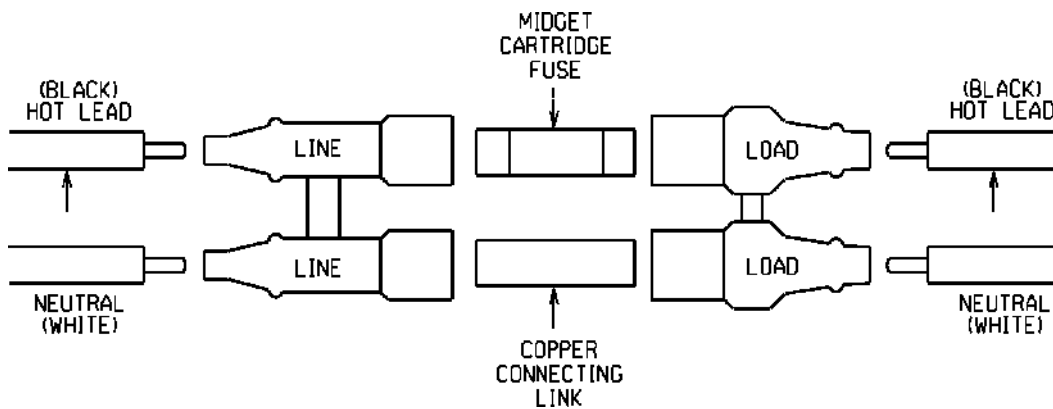 MIDGET
CARTRIDGE
FUSE
(BLACK)
HOT LEAD
(BLACK)
HOT LEAD
LINE
LOAD
LINE
LOAD
NEUTRAL
(WHITE)
NEUTRAL
(WHITE)
COPPER
CONNECTING
LINK